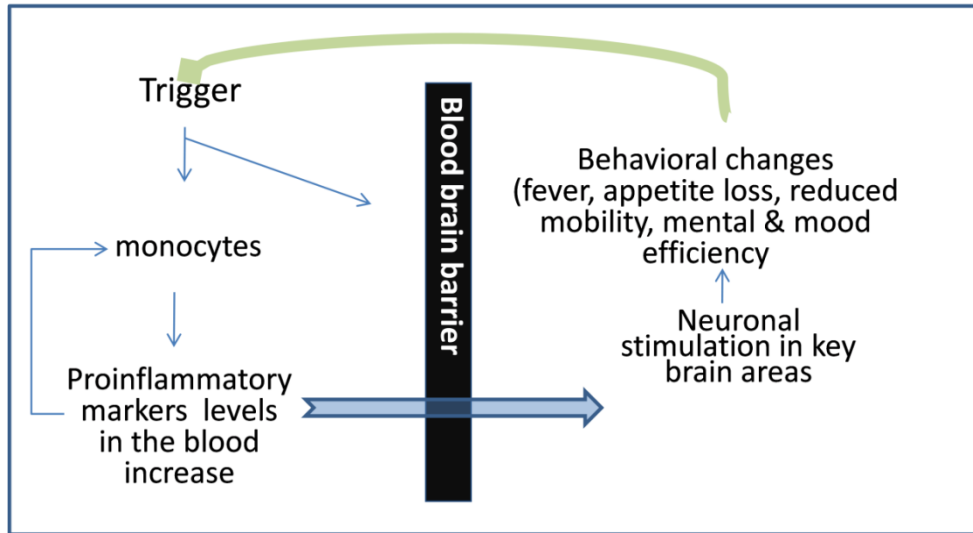 Trigger
monocytes
Proinflammatory
markers levels
in the blood
increase
Blood brain barrier
Behavioral changes
(fever, appetite loss, reduced
mobility, mental & mood
efficiency
Neuronal
stimulation in key
brain areas